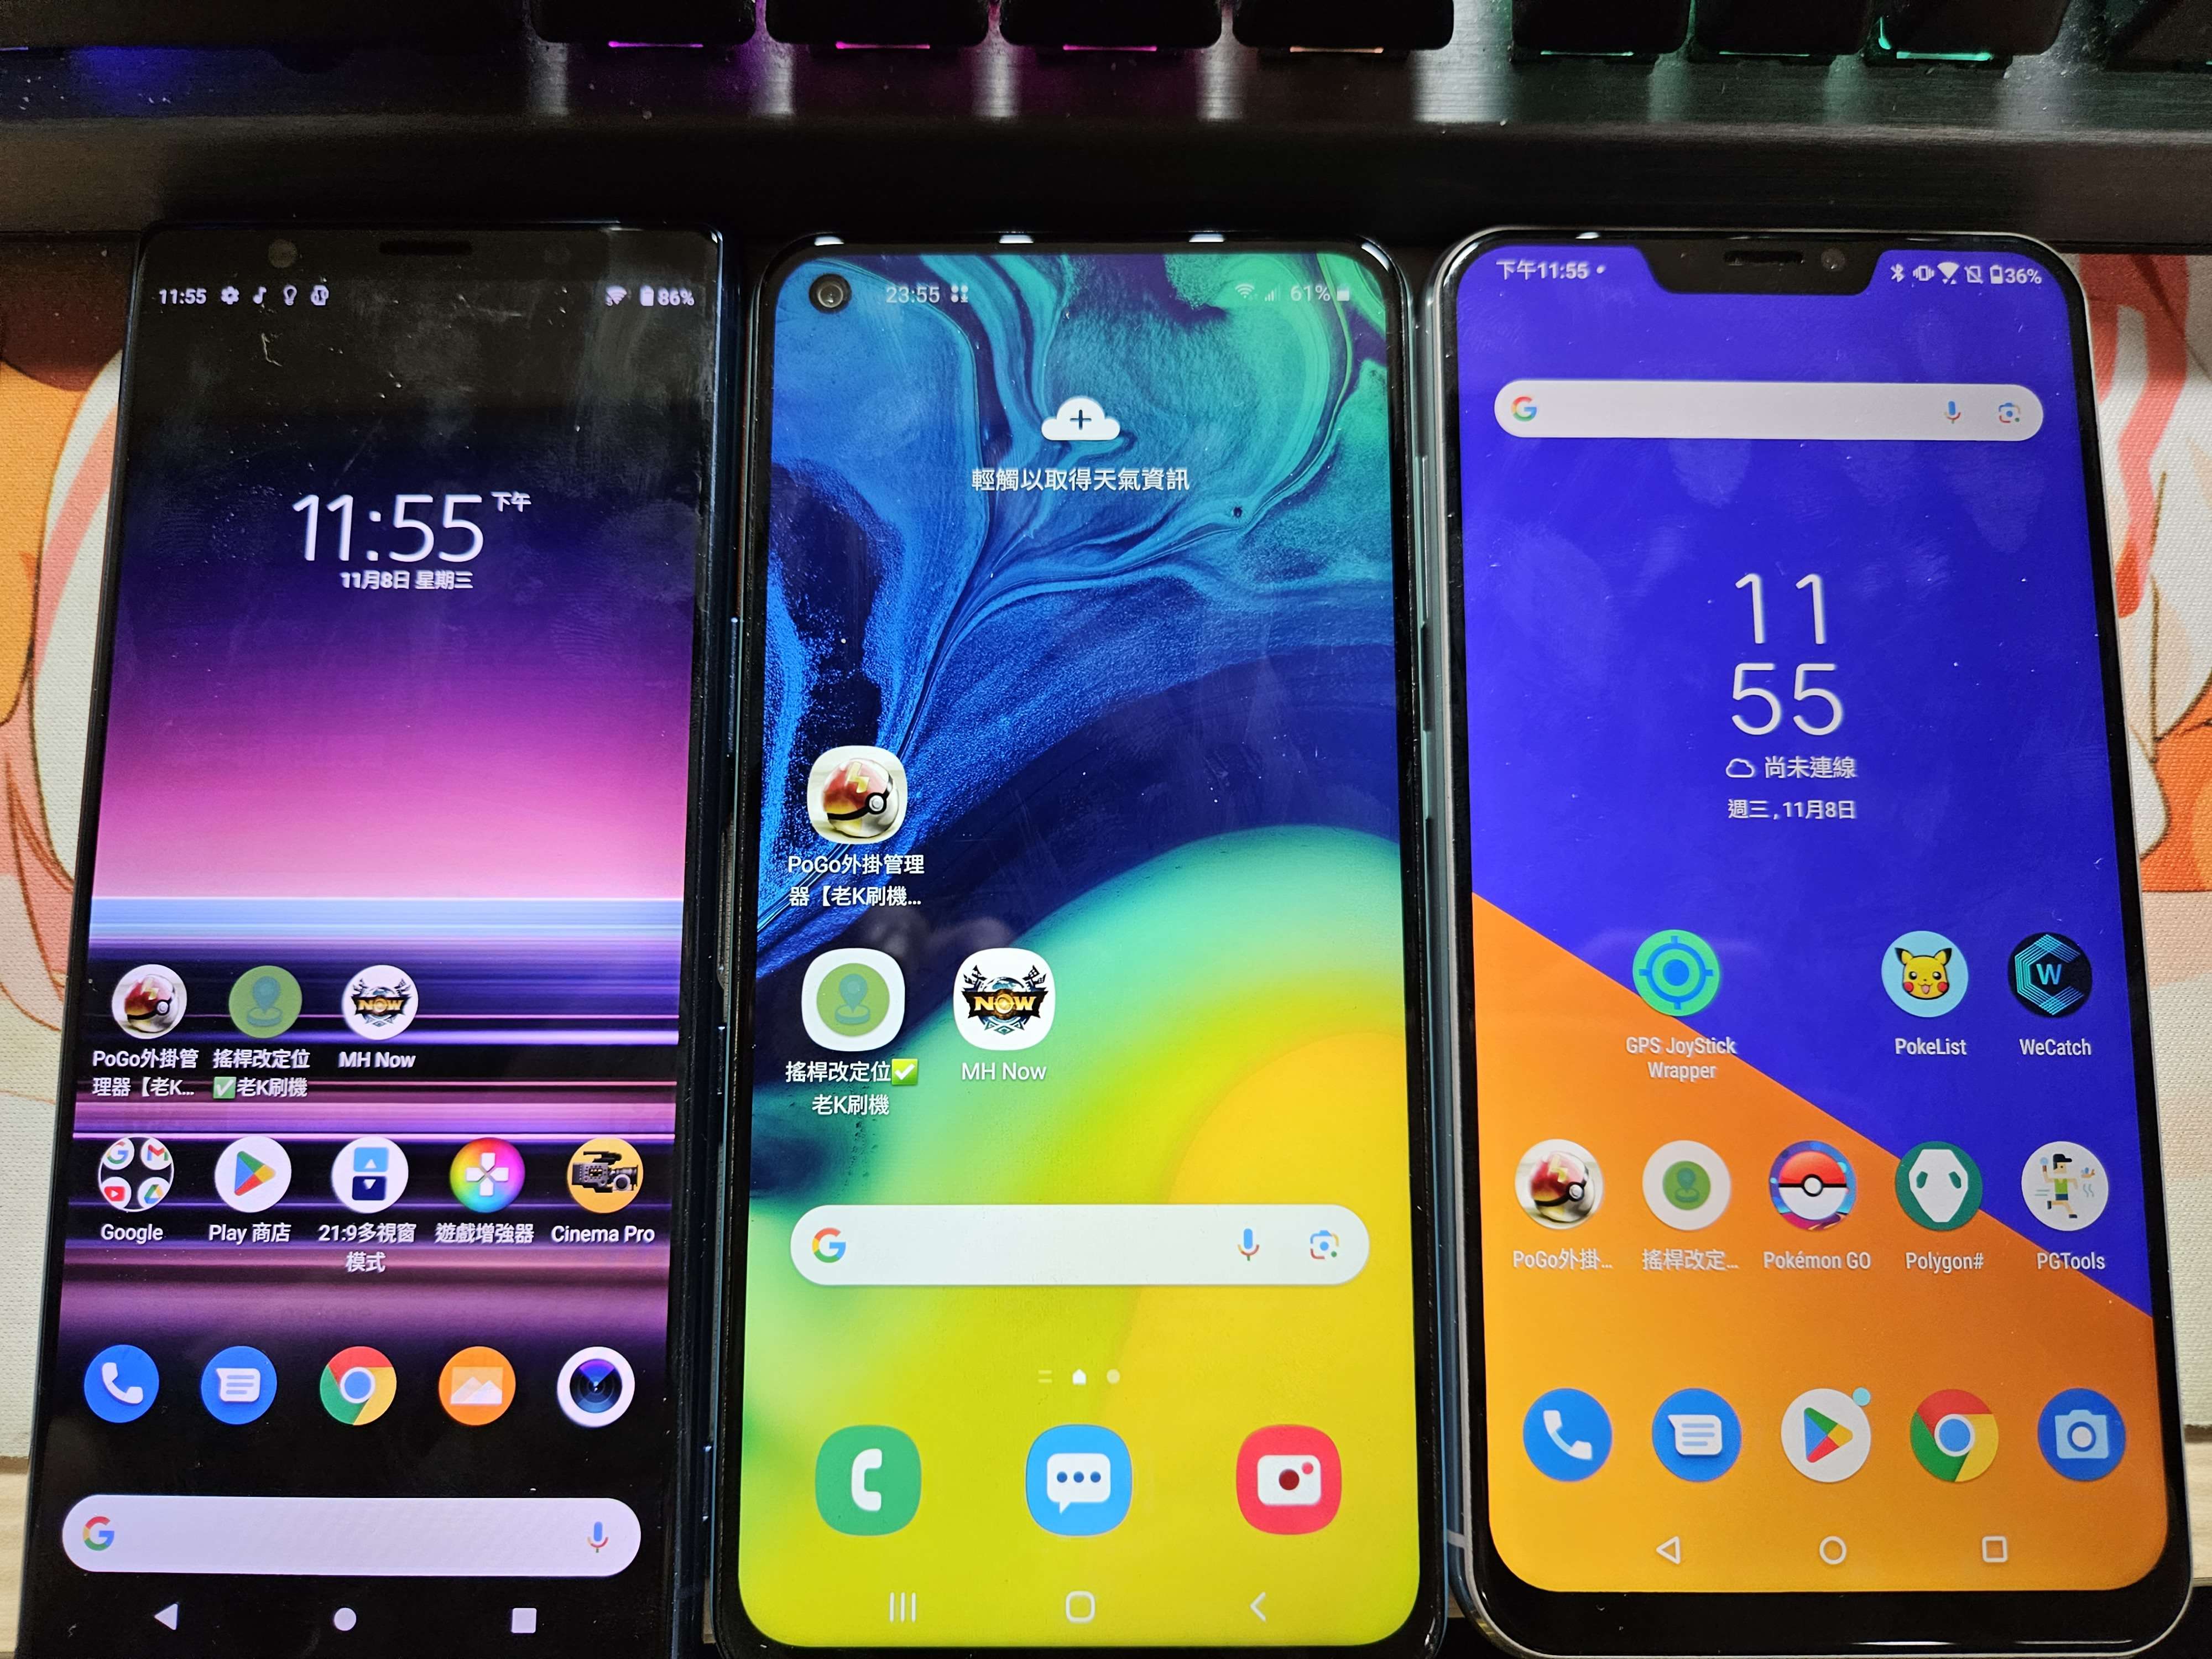 11:55
86%
11:55 下午
11月8日 星期三
PoGo外掛管
理器【老K...
搖桿改定位
✅老K刷機
MH Now
Google
Play 商店
21:9多視窗
模式
遊戲增強器
Cinema Pro
23:55
61%
輕觸以取得天氣資訊
PoGo外掛管理
器【老K刷機...
搖桿改定位✅
老K刷機
NOW
MH Now
下午11:55
36%
11
55
尚未連線
週三 , 11月8日
GPS JoyStick
Wrapper
PokeList
W
WeCatch
PoGo外掛...
搖桿改定...
Pokémon GO
Polygon#
PGTools